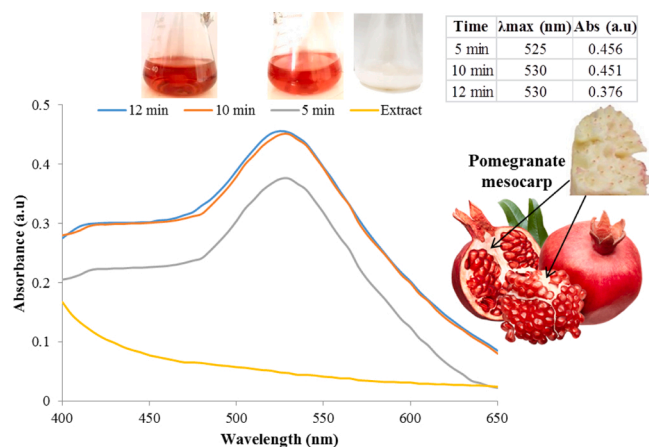 Time λmax (nm) Abs (a.u)
5 min 525 0.456
10 min 530 0.451
12 min 530 0.376
12 min 10 min 5 min Extract
Pomegranate
mesocarp
Absorbance (a.u)
0.5
0.4
0.3
0.2
0.1
0
400 450 500 550 600 650
Wavelength (nm)